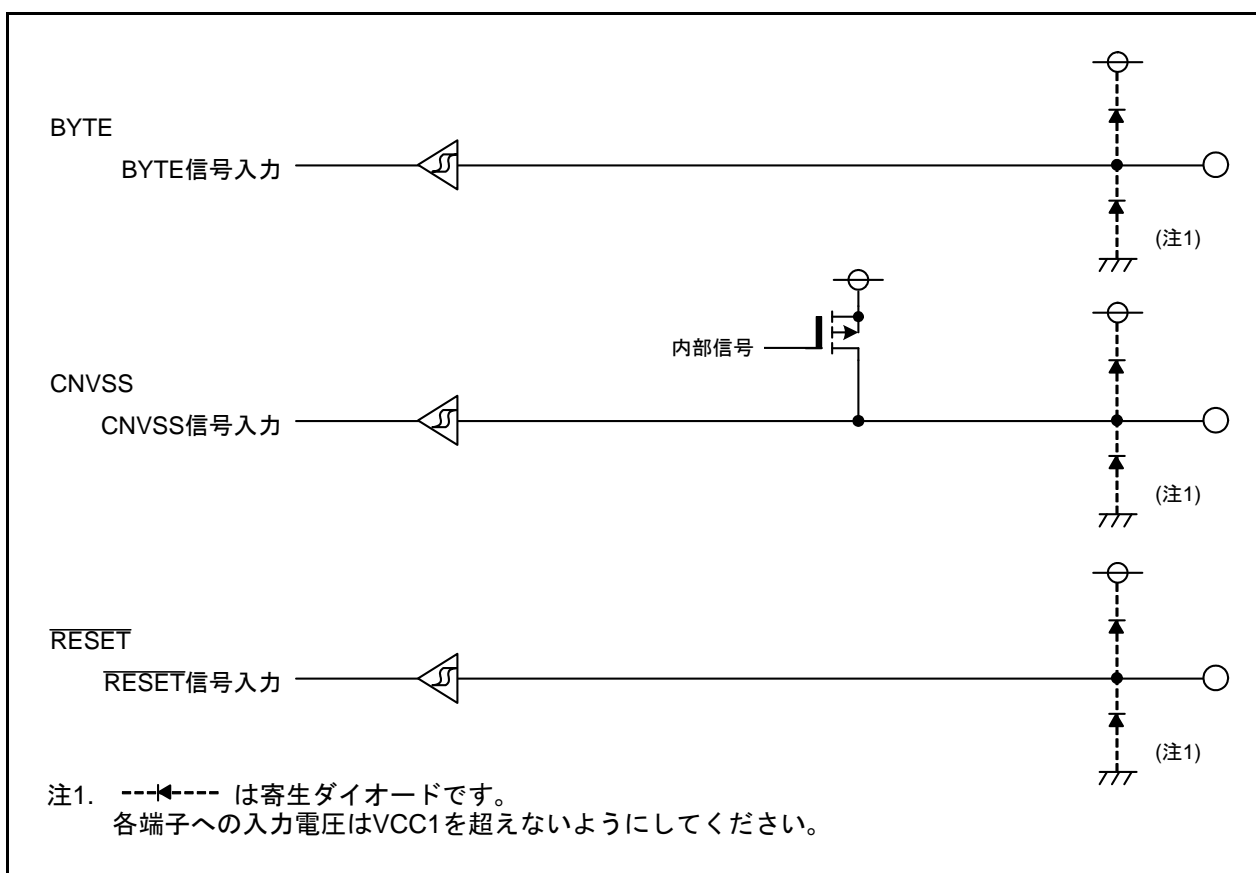 BYTE
BYTE信号入力
(注1)
内部信号
CNVSS
CNVSS信号入力
(注1)
RESET
RESET信号入力
(注1)
注1. は寄生ダイオードです。
各端子への入力電圧はVCC1を超えないようにしてください。